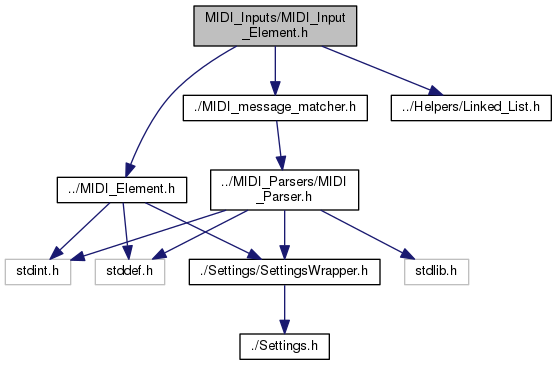 MIDI_Inputs/MIDI_Input
_Element.h
./MIDI_message_matcher.h
../Helpers/Linked_List.h
../MIDI_Element.h
../MIDI_Parsers/MIDI
_Parser.h
stdint.h
stddef.h
./Settings/SettingsWrapper.h
stdlib.h
./Settings.h